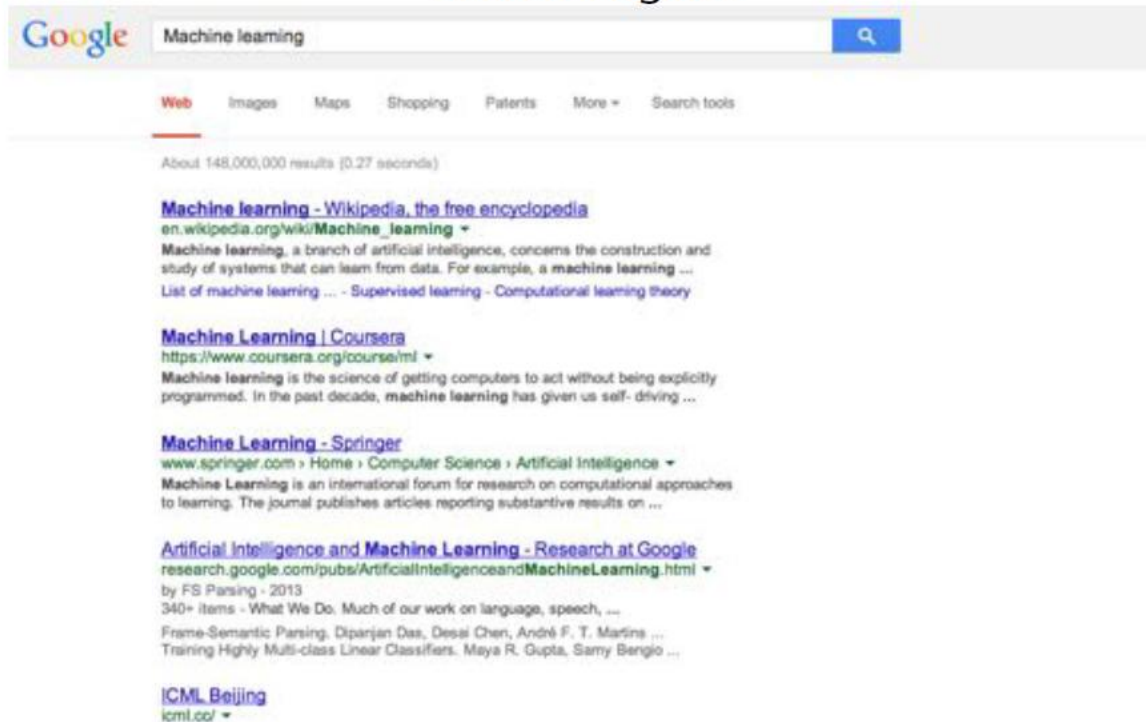 Google
Machine learning
Web Images Maps Shopping Patents More Search tools
About 148,000,000 results (0.27 seconds)
Machine learning - Wikipedia, the free encyclopedia
en.wikipedia.org/wiki/Machine_learning
Machine learning, a branch of artificial intelligence, concerns the construction and
study of systems that can learn from data. For example, a machine learning ...
List of machine learning ... - Supervised learning - Computational learning theory
Machine Learning | Coursera
https://www.coursera.org/course/ml
Machine learning is the science of getting computers to act without being explicitly
programmed. In the past decade, machine learning has given us self- driving ...
Machine Learning - Springer
www.springer.com › Home › Computer Science › Artificial Intelligence
Machine Learning is an international forum for research on computational approaches
to learning. The journal publishes articles reporting substantive results on ...
Artificial Intelligence and Machine Learning - Research at Google
research.google.com/pubs/ArtificialIntelligenceandMachineLearning.html
by FS Parsing - 2013
340+ items - What We Do. Much of our work on language, speech, ...
Frame-Semantic Parsing. Dipanjan Das, Desai Chen, André F. T. Martins ...
Training Highly Multi-class Linear Classifiers. Maya R. Gupta, Samy Bengio ...
ICML Beijing
icml.cc/